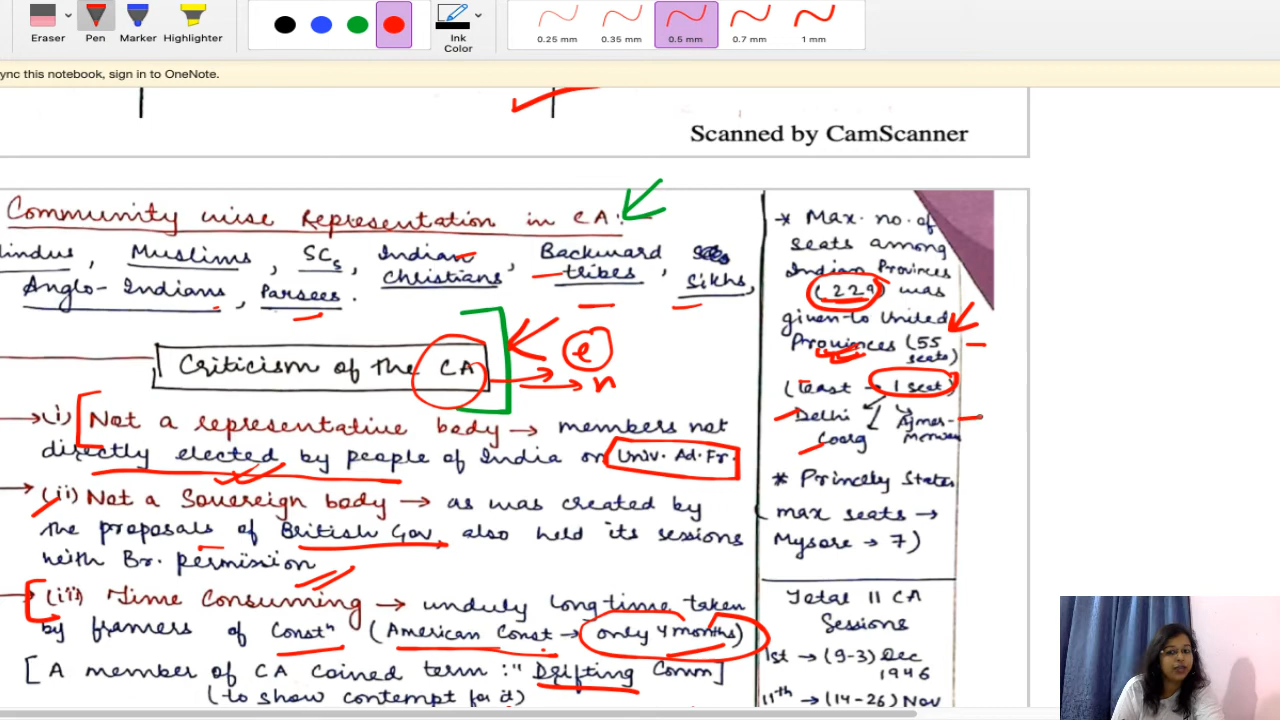 Eraser
Pen
Marker
Highlighter
Ink
Color
0.25 mm
0.35 mm
0.5 mm
0.7 mm
1 mm
ync this notebook, sign in to OneNote.
Scanned by CamScanner
Community wise Representation in CA:
indus, Muslims, SCs, Indian Christians, Backward tribes, Sikhs,
Anglo-Indians, Parsees.
Criticism of the CA
e
n
(i) Not a representative body → members not
directly elected by people of India on Univ. Ad. Fr.
(ii) Not a Sovereign body → as was created by
the proposals of British Gov, also held its sessions
with Br. permission
(iii) Time Consuming → unduly long time taken
by framers of Constⁿ (American Const → only 4 months)
[A member of CA coined term: "Drifting Comm]
(to show contempt for it)
* Max. no. of
seats among
Indian Provinces
(229) was
given to United
Provinces (55
seats)
(least → 1 seat)
Delhi
Coorg
Ajmer-
Merwara
* Princely States
max seats →
Mysore → 7)
Total 11 CA
Sessions
1st → (9-3) Dec
1946
11th → (14-26) Nov